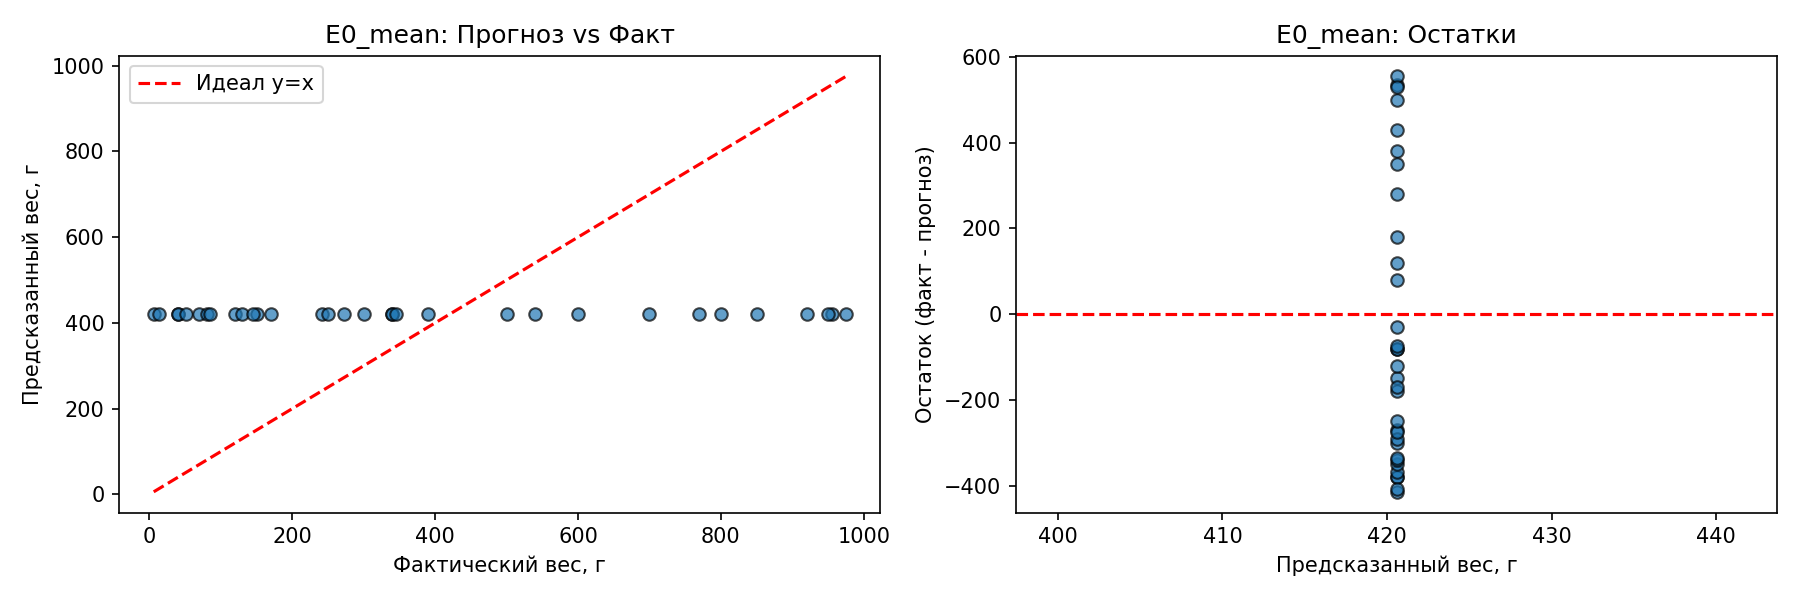 E0_mean: Прогноз vs Факт
Идеал y=x
Предсказанный вес, г
1000
800
600
400
200
0
0 200 400 600 800 1000
Фактический вес, г
E0_mean: Остатки
Остаток (факт - прогноз)
600
400
200
0
−200
−400
400 410 420 430 440
Предсказанный вес, г